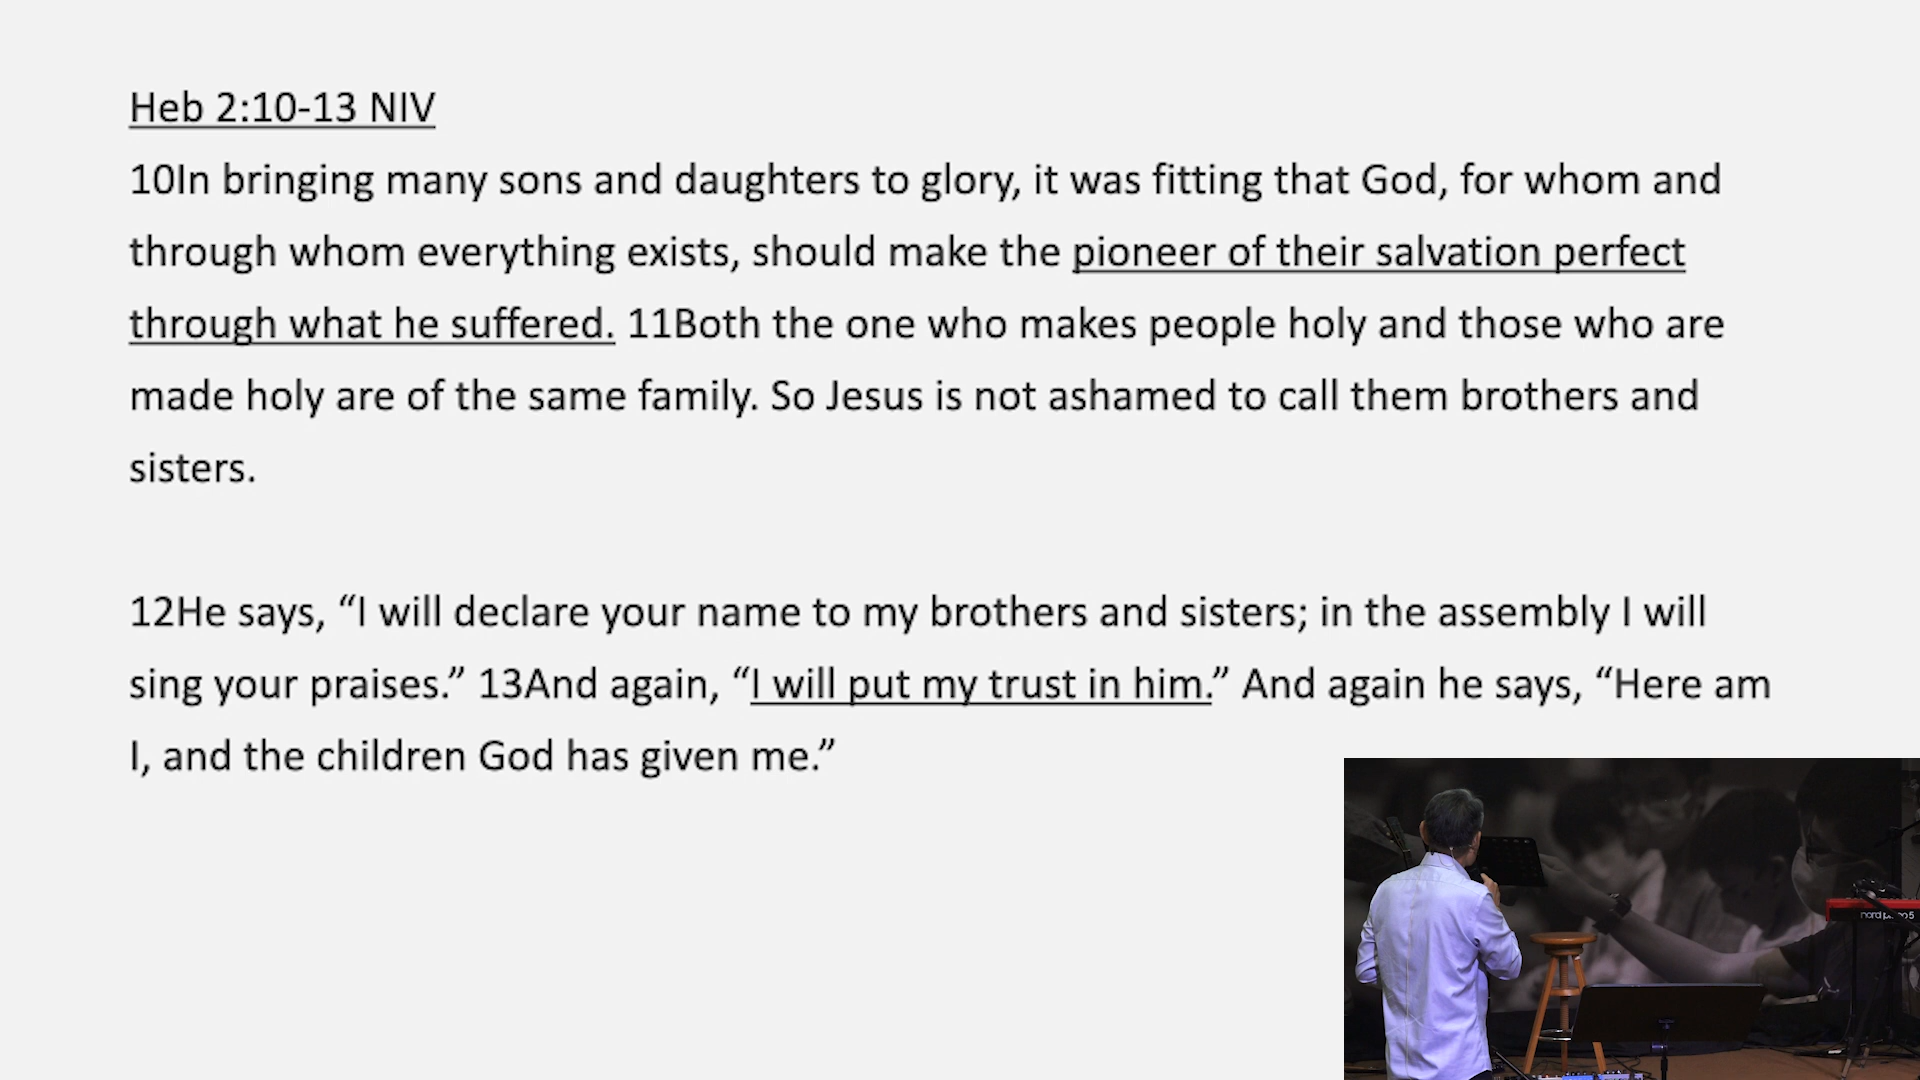 Heb 2:10-13 NIV
10In bringing many sons and daughters to glory, it was fitting that God, for whom and
through whom everything exists, should make the pioneer of their salvation perfect
through what he suffered. 11Both the one who makes people holy and those who are
made holy are of the same family. So Jesus is not ashamed to call them brothers and
sisters.
12He says, “I will declare your name to my brothers and sisters; in the assembly I will
sing your praises.” 13And again, “I will put my trust in him.” And again he says, “Here am
I, and the children God has given me.”
nord